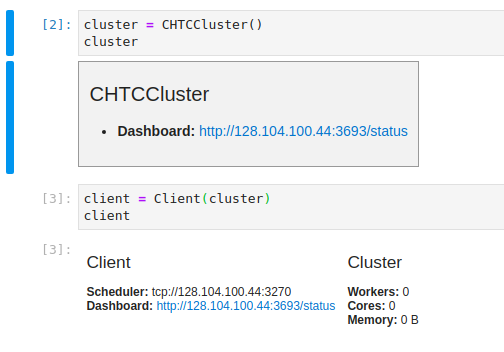 [2]: cluster = CHTCCluster()
cluster
CHTCCluster
• Dashboard: http://128.104.100.44:3693/status
[3]: client = Client(cluster)
client
[3]:
Client
Scheduler: tcp://128.104.100.44:3270
Dashboard: http://128.104.100.44:3693/status
Cluster
Workers: 0
Cores: 0
Memory: 0 B